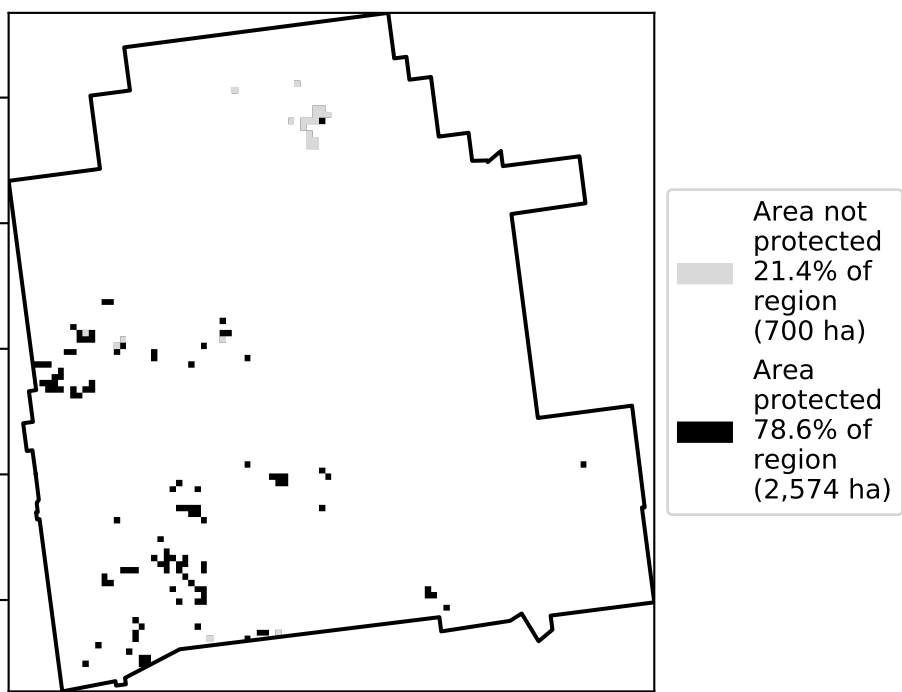 Area not
protected
21.4% of
region
(700 ha)
Area
protected
78.6% of
region
(2,574 ha)